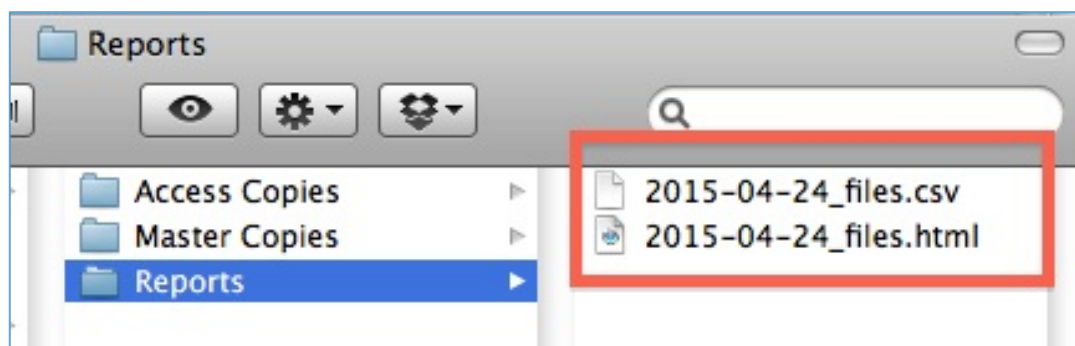 Reports
Access Copies
Master Copies
Reports
2015-04-24_files.csv
2015-04-24_files.html